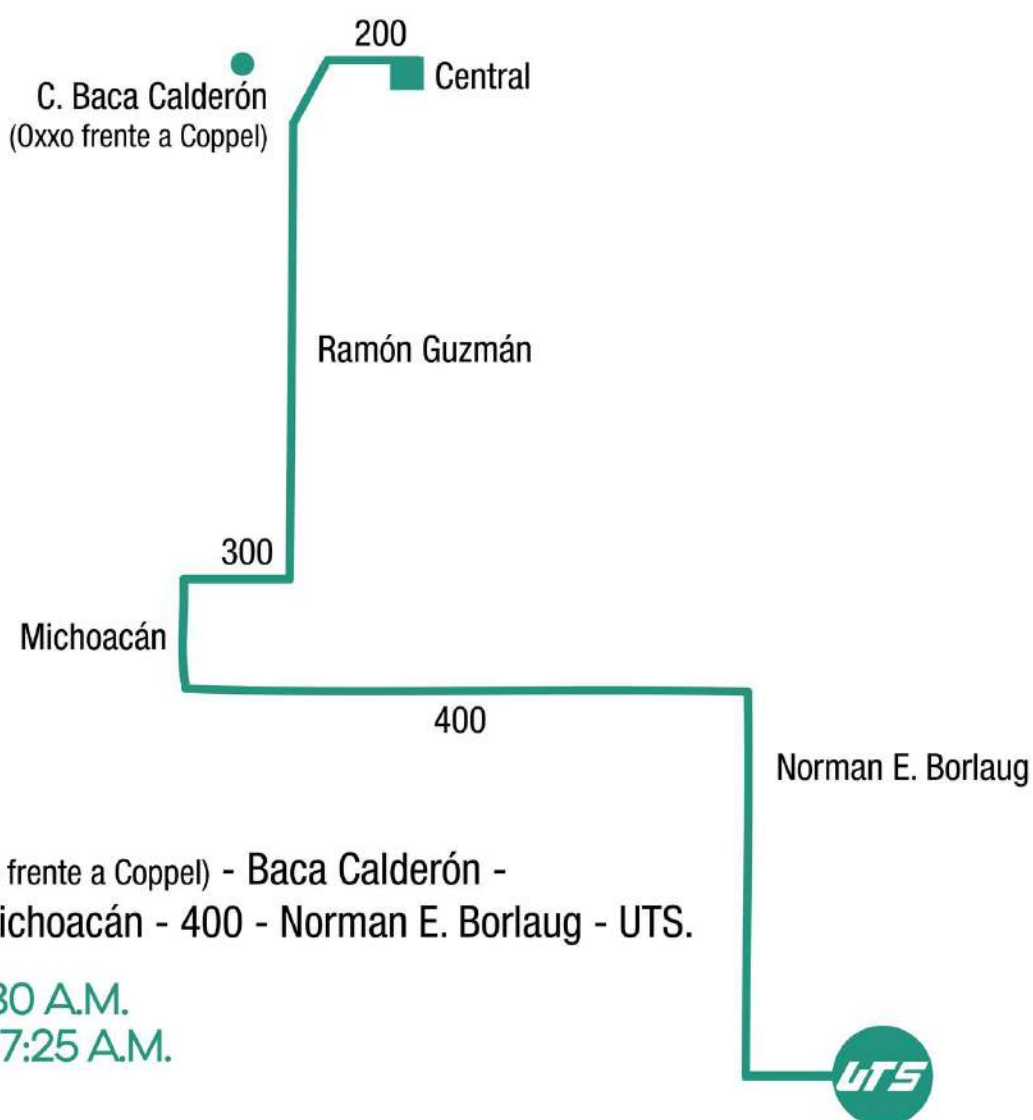 200
Central
C. Baca Calderón
(Oxxo frente a Coppel)
Ramón Guzmán
300
Michoacán
400
Norman E. Borlaug
frente a Coppel) - Baca Calderón -
ichoacán - 400 - Norman E. Borlaug - UTS.
30 A.M.
7:25 A.M.
UTS